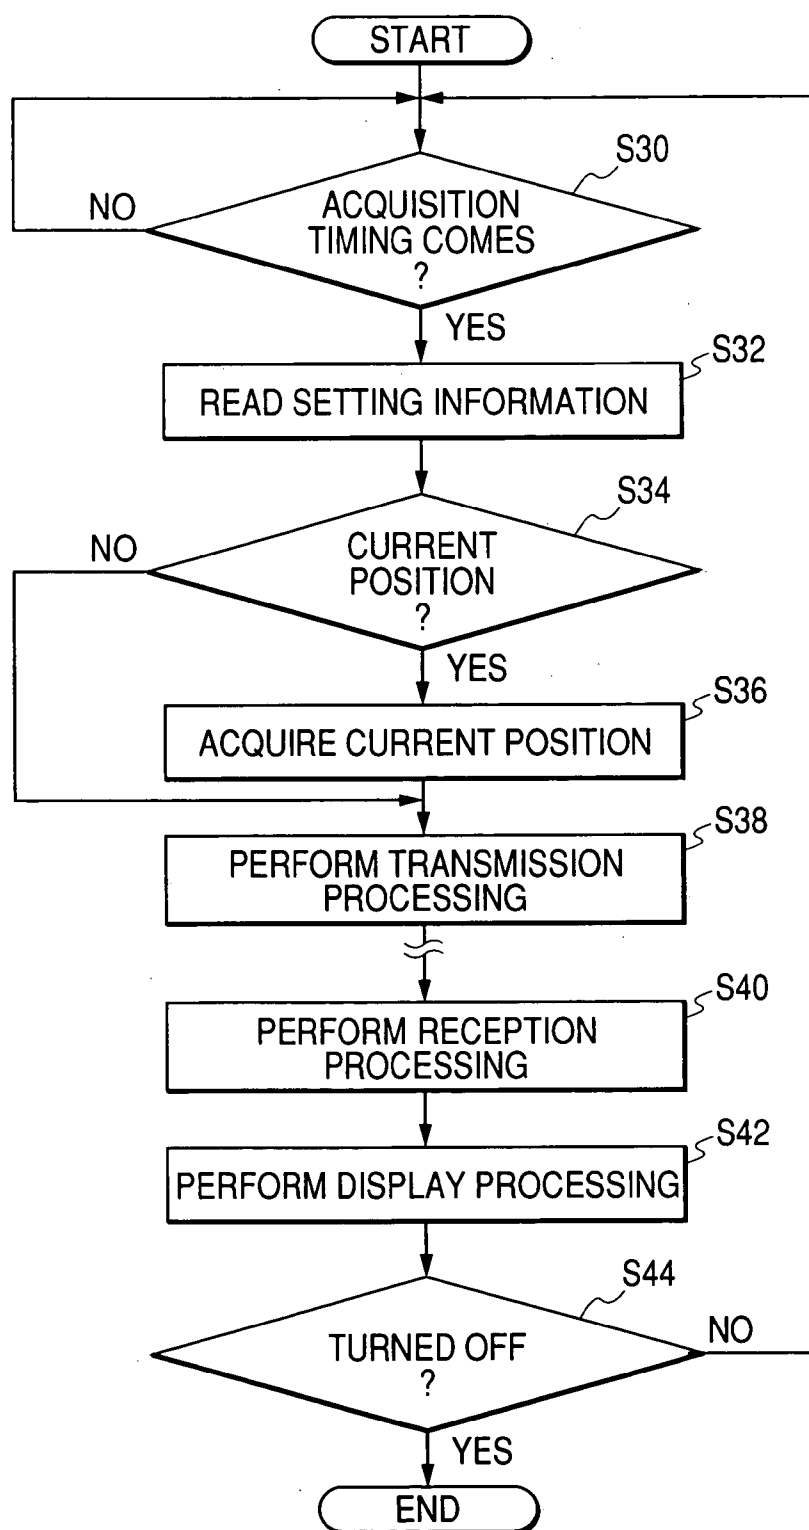 START
S30
NO
ACQUISITION
TIMING COMES
?
YES
S32
READ SETTING INFORMATION
S34
NO
CURRENT
POSITION
?
YES
S36
ACQUIRE CURRENT POSITION
S38
PERFORM TRANSMISSION
PROCESSING
S40
PERFORM RECEPTION
PROCESSING
S42
PERFORM DISPLAY PROCESSING
S44
NO
TURNED OFF
?
YES
END